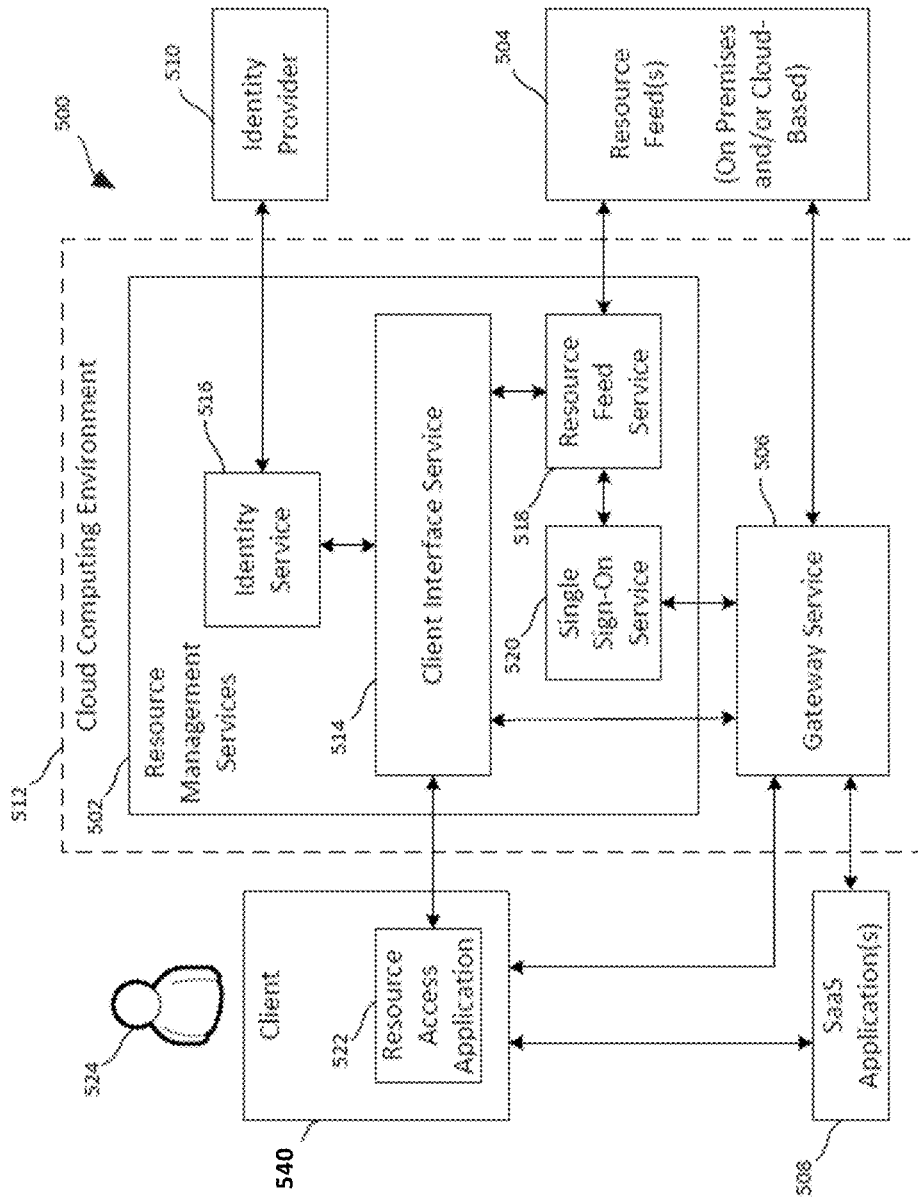 500
512
Cloud Computing Environment
502
Resource
Management
Services
516
Identity
Service
510
Identity
Provider
524
540
Client
522
Resource
Access
Application
514
Client Interface Service
520
Single
Sign-On
Service
518
Resource
Feed
Service
504
Resource
Feed(s)
(On Premises
and/or Cloud-
Based)
508
SaaS
Application(s)
506
Gateway Service